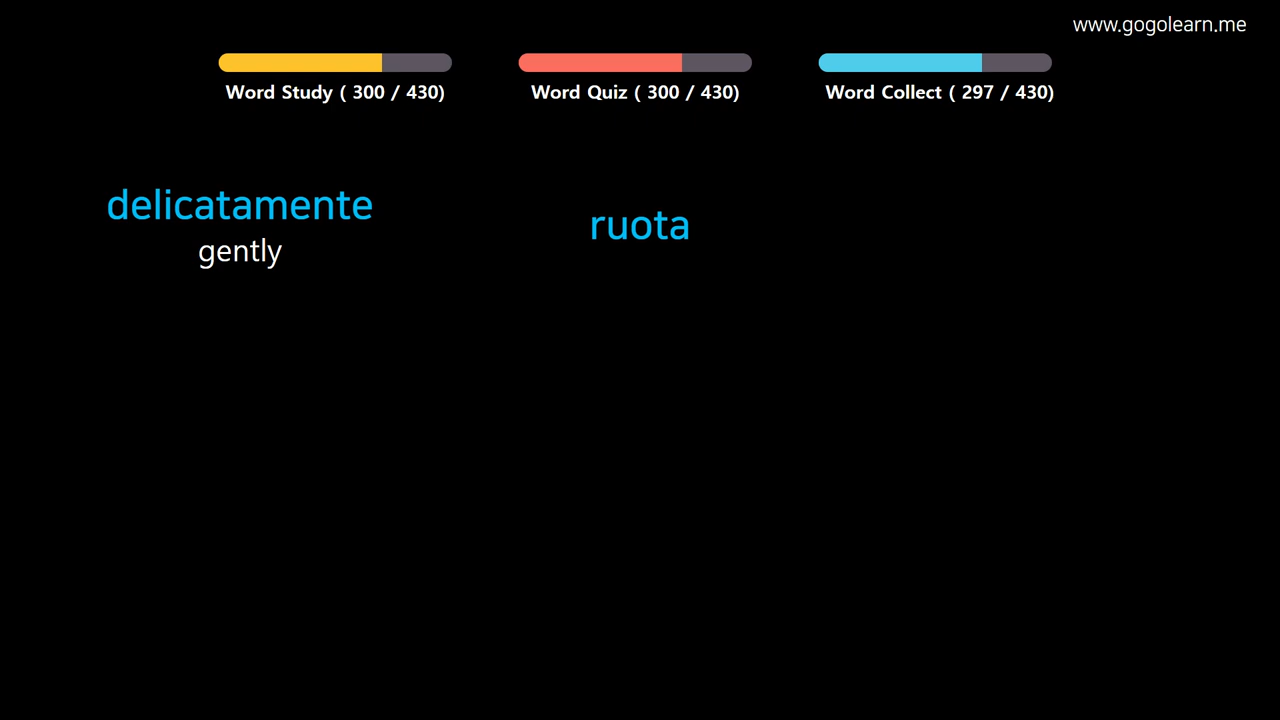 www.gogolearn.me
Word Study ( 300 / 430)
Word Quiz ( 300 / 430)
Word Collect ( 297 / 430)
delicatamente
gently
ruota